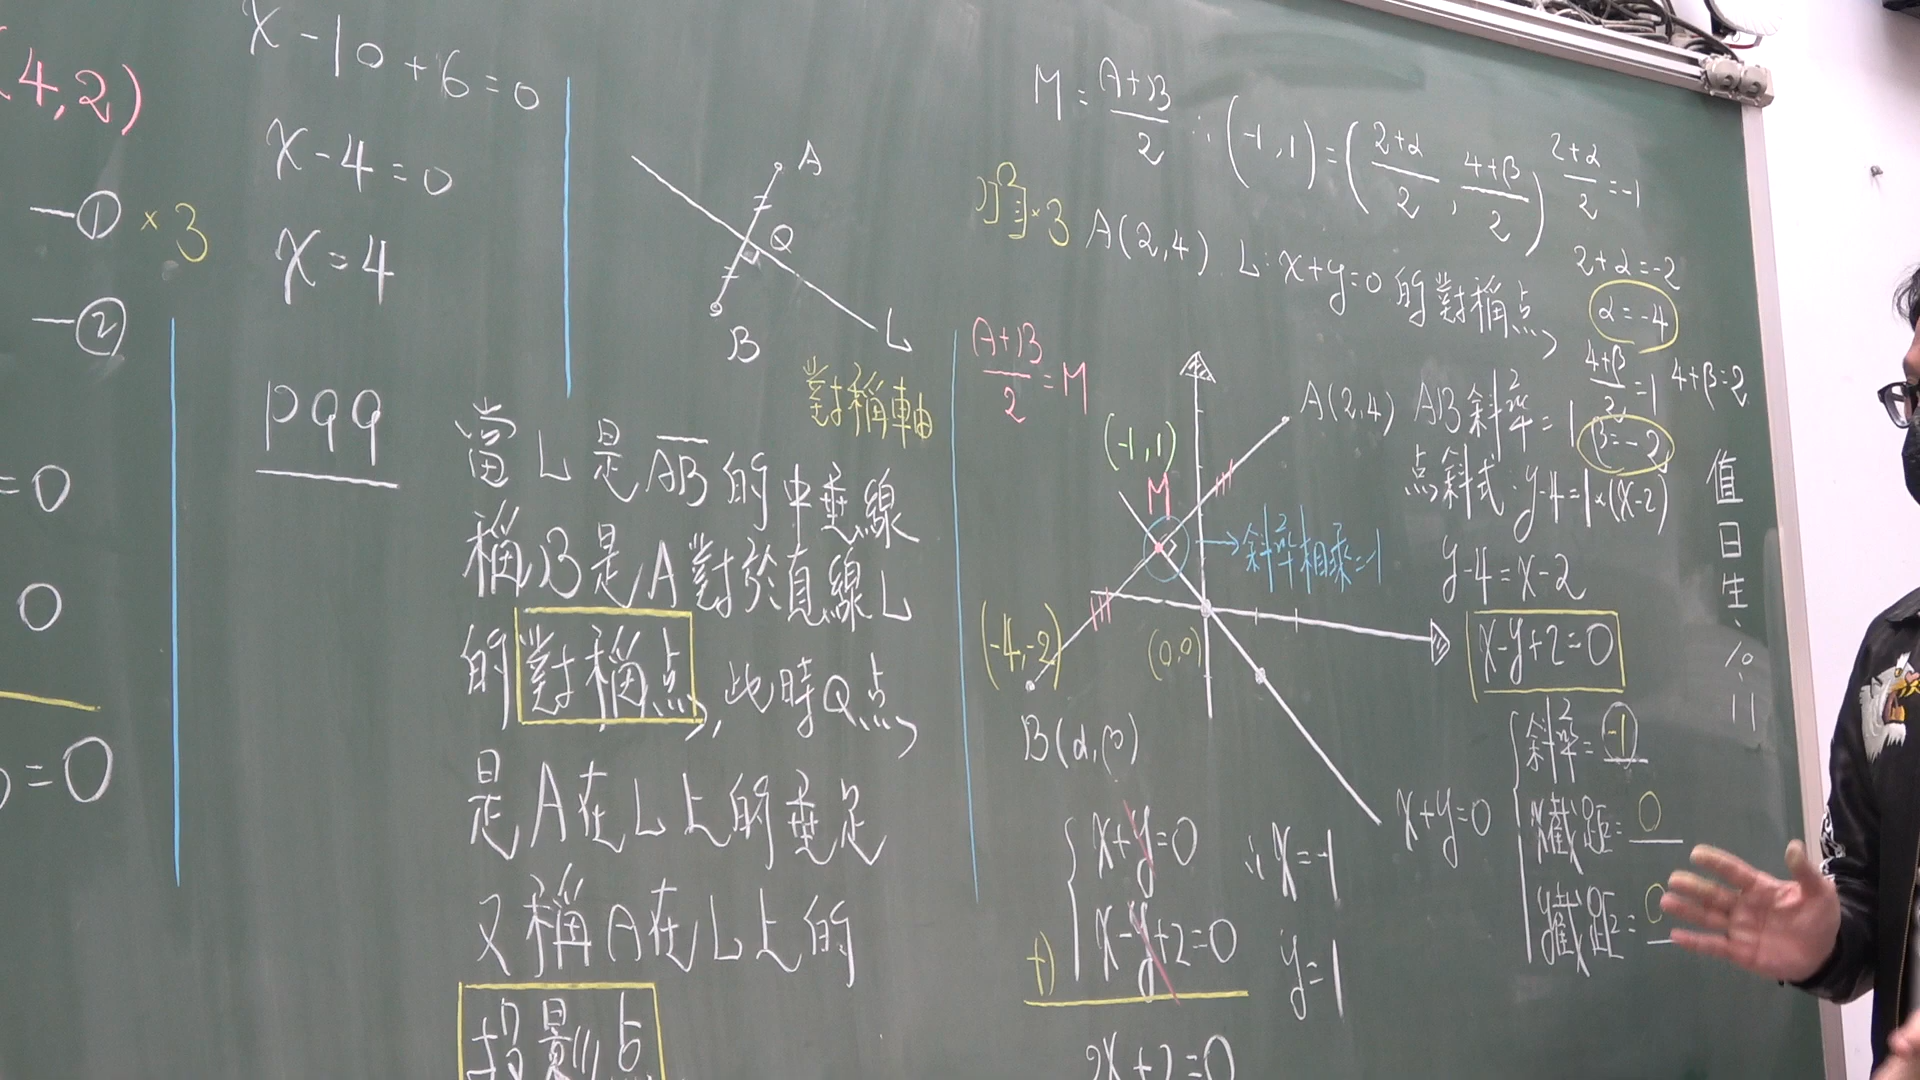 4,2)
—① ×3
—②
=0
0
=0
x-10+6=0
x-4=0
x=4
P99
A
Q
B
L
對稱軸
當L是AB的中垂線
稱B是A對於直線L
的對稱点,此時Q点
是A在L上的垂足
又稱A在L上的
投影点
M=A+B/2 ∴(-1,1)=(2+α/2,4+β/2)
2+α/2=-1
2+α=-2
α=-4
4+β/2=1 4+β=2
β=-2
習2×3 A(2,4) L:x+y=0的對稱点
A+B/2=M
(-1,1)
M
A(2,4)
→斜率相乘=-1
(-4,-2)
(0,0)
B(α,β)
x+y=0
AB斜率=1
点斜式:y-4=1×(x-2)
y-4=x-2
x-y+2=0
斜率=-1
x截距=0
y截距=0
x+y=0
+) x-y+2=0
2x+2=0
∴x=-1
y=1
值日生:10.11